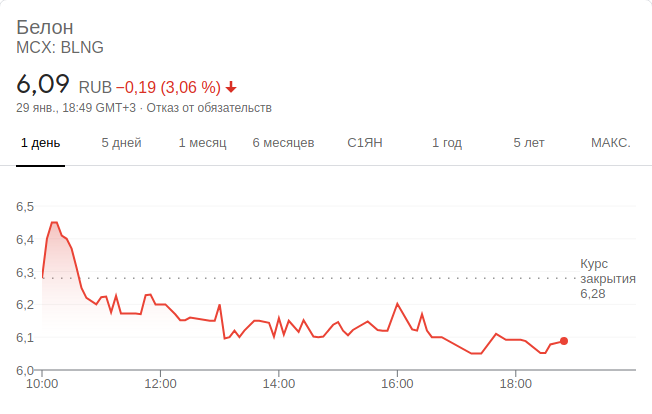 Белон
MCX: BLNG
6,09 RUB −0,19 (3,06 %)
29 янв., 18:49 GMT+3 · Отказ от обязательств
1 день 5 дней 1 месяц 6 месяцев С1ЯН 1 год 5 лет МАКС.
6,5
6,4
6,3
6,2
6,1
6,0
Курс
закрытия
6,28
10:00 12:00 14:00 16:00 18:00